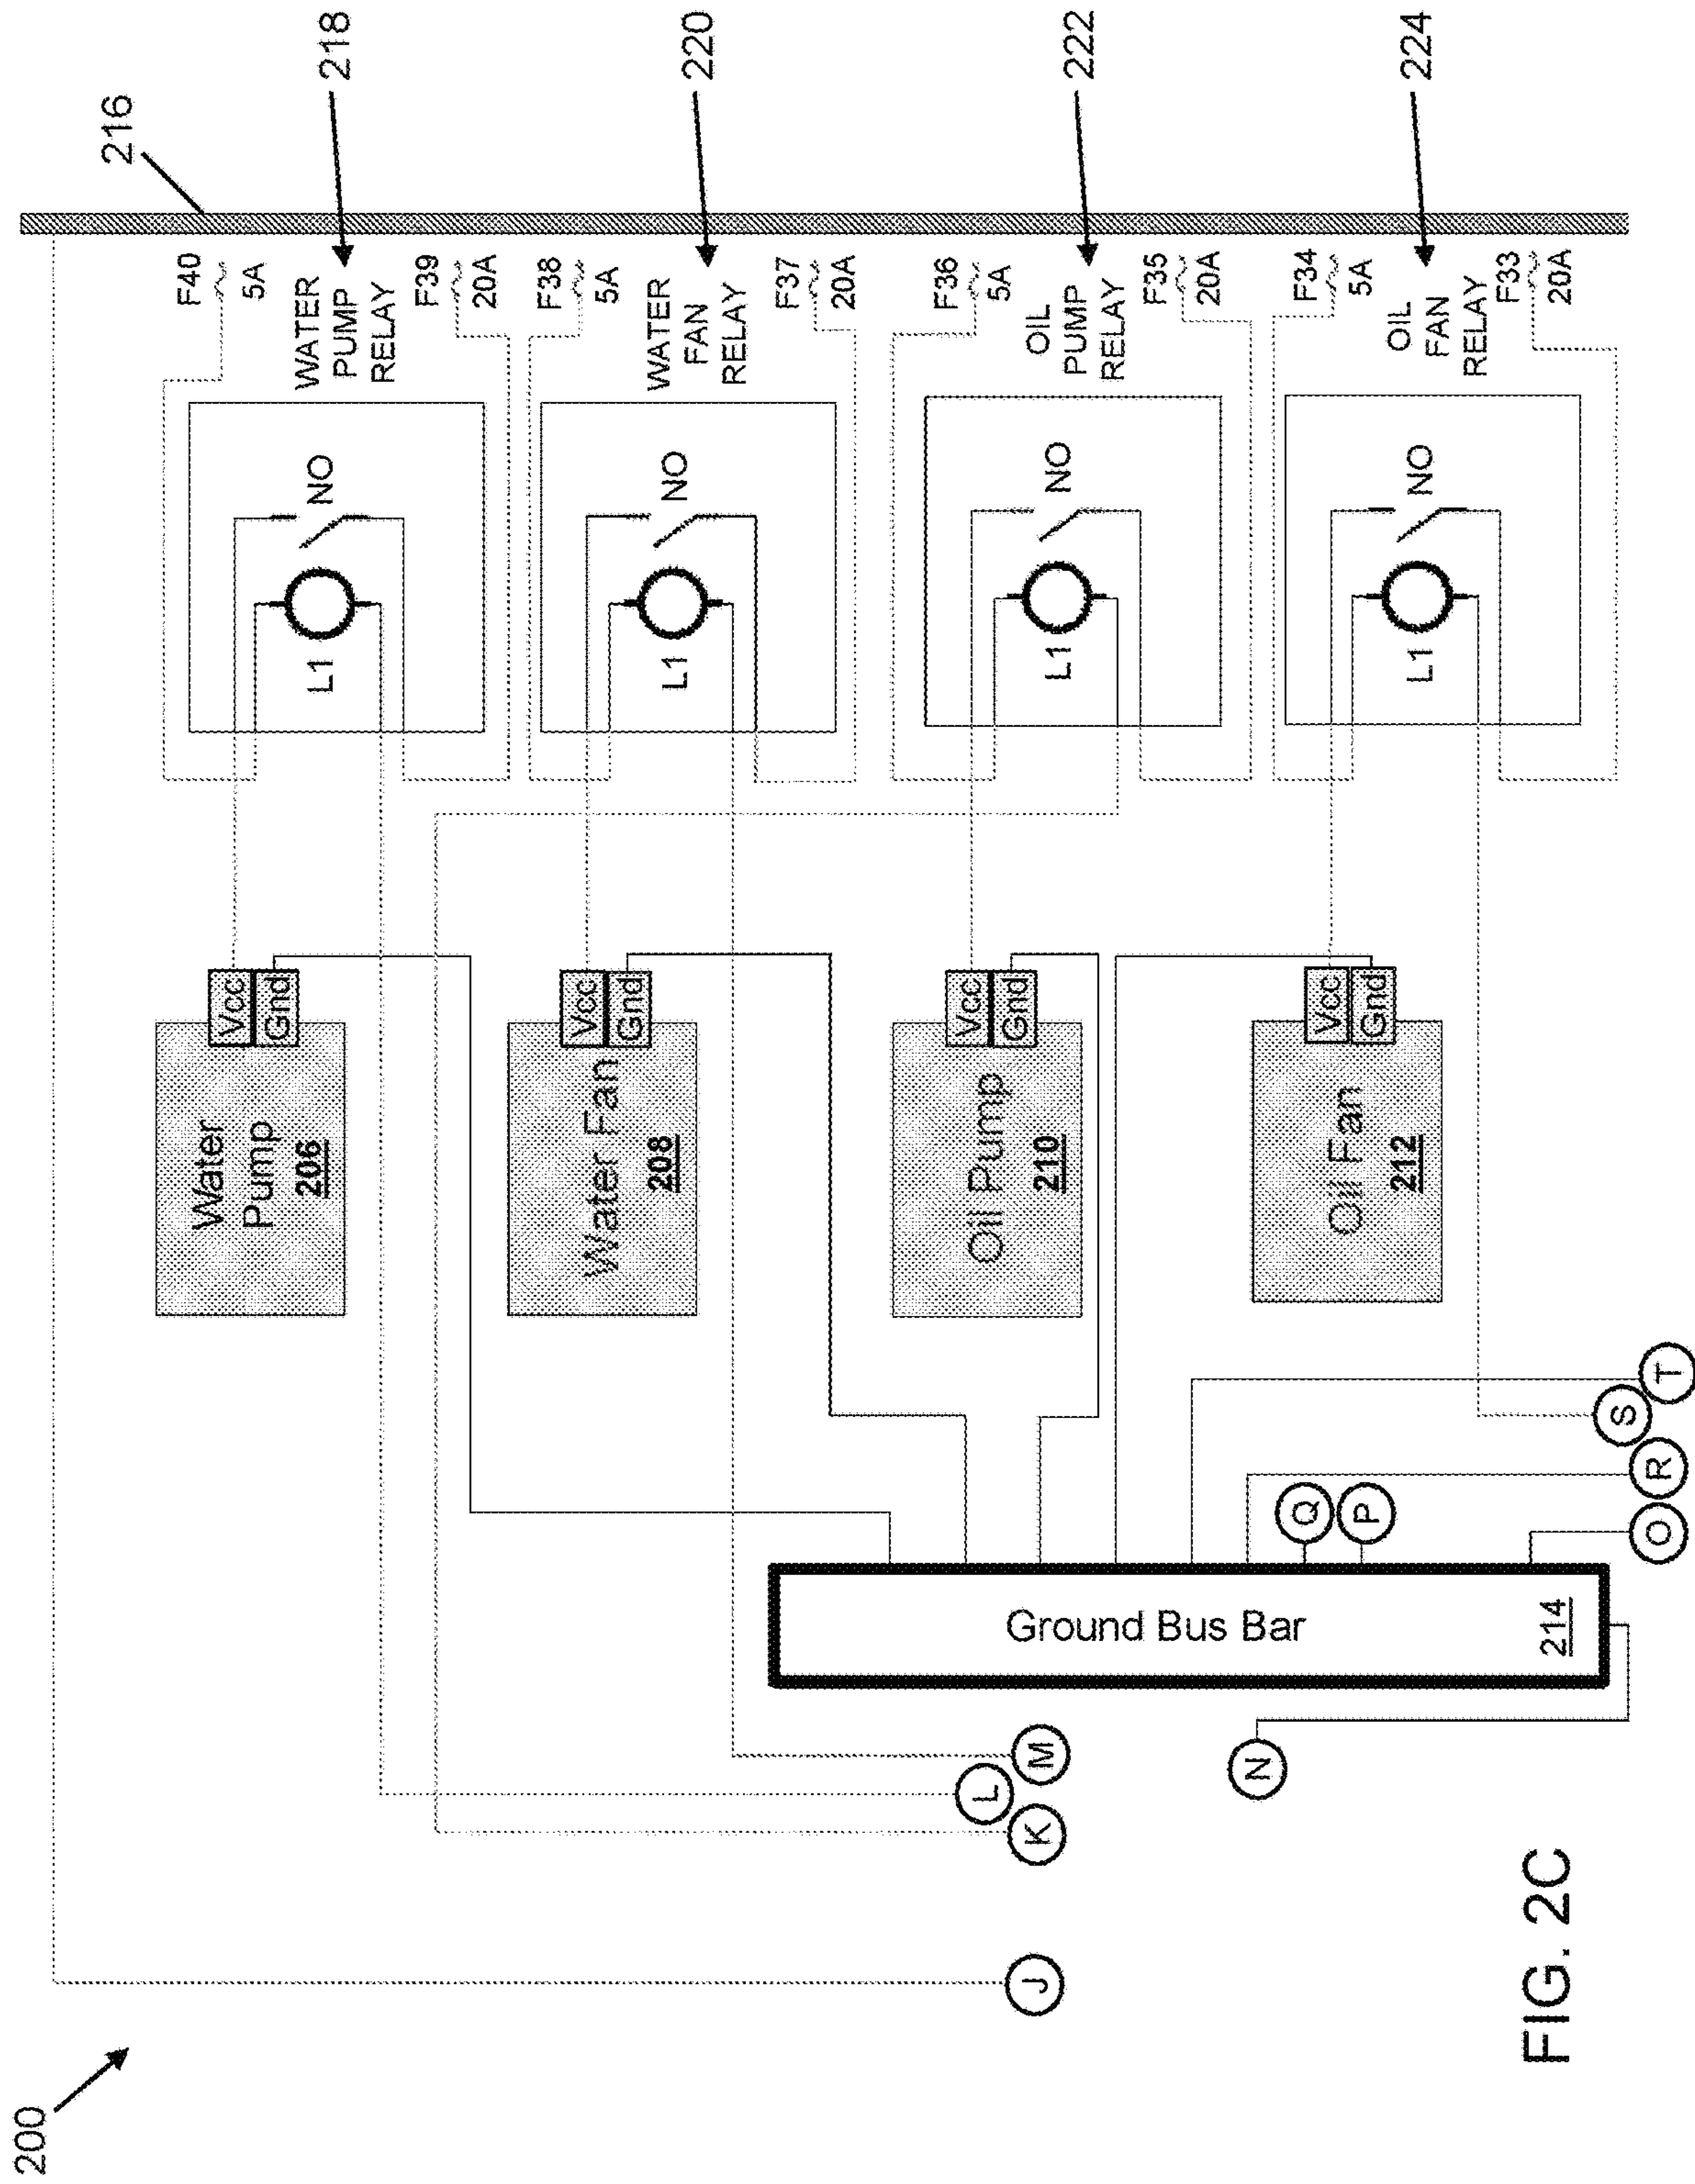 200
216
218
220
222
224
F40
5A
WATER
PUMP
RELAY
F39
20A
F38
5A
WATER
FAN
RELAY
F37
20A
F36
5A
OIL
PUMP
RELAY
F35
20A
F34
5A
OIL
FAN
RELAY
F33
20A
L1
NO
L1
NO
L1
NO
L1
NO
Water
Pump
206
Vcc
Gnd
Water Fan
208
Vcc
Gnd
Oil Pump
210
Vcc
Gnd
Oil Fan
212
Vcc
Gnd
Ground Bus Bar
214
J
K
L
M
N
O
P
Q
R
S
T
FIG. 2C